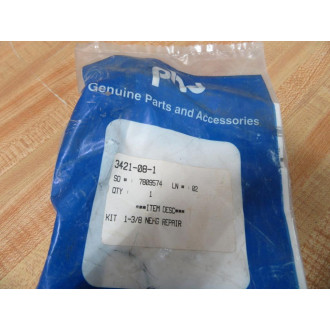 phd
Genuine Parts and Accessories
3421-08-1
SO # : 7809574 LN #: 02
QTY : 1
***ITEM DESC***
KIT 1-3/8 NEHG REPAIR